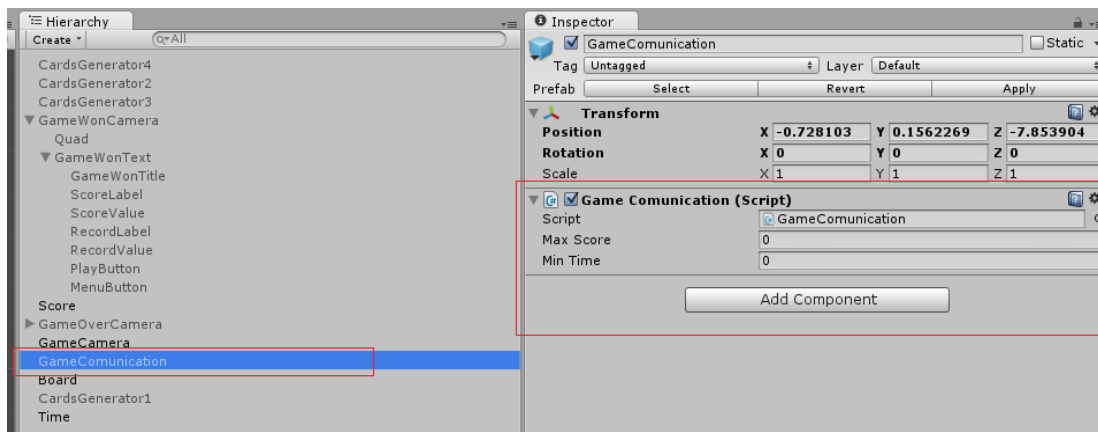 Hierarchy
Create
All
CardsGenerator4
CardsGenerator2
CardsGenerator3
GameWonCamera
Quad
GameWonText
GameWonTitle
ScoreLabel
ScoreValue
RecordLabel
RecordValue
PlayButton
MenuButton
Score
GameOverCamera
GameCamera
GameComunication
Board
CardsGenerator1
Time
Inspector
GameComunication Static
Tag Untagged Layer Default
Prefab Select Revert Apply
Transform
Position X -0.728103 Y 0.1562269 Z -7.853904
Rotation X 0 Y 0 Z 0
Scale X 1 Y 1 Z 1
Game Comunication (Script)
Script GameComunication
Max Score 0
Min Time 0
Add Component